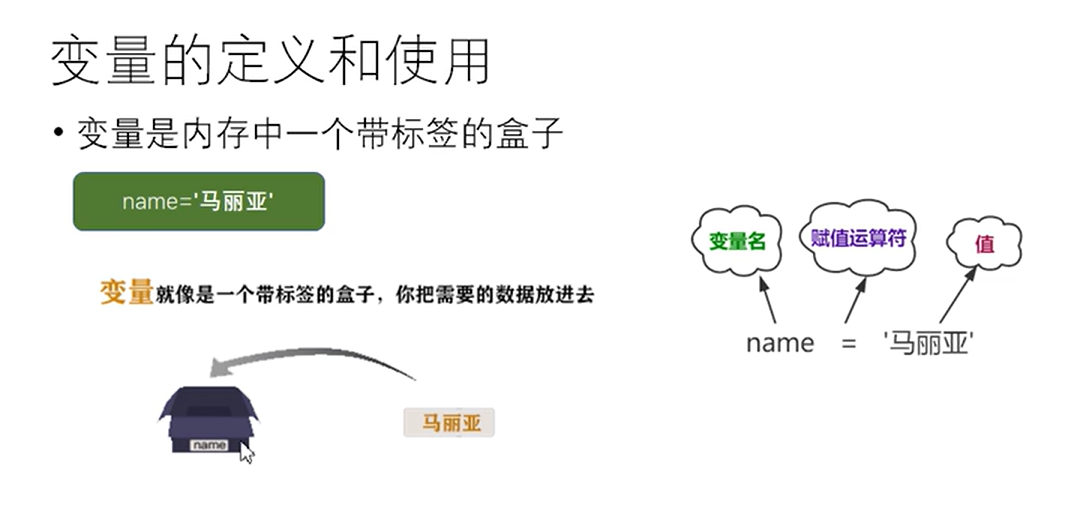 变量的定义和使用
• 变量是内存中一个带标签的盒子
name='马丽亚'
变量就像是一个带标签的盒子，你把需要的数据放进去
马丽亚
name
变量名 赋值运算符 值
name = '马丽亚'